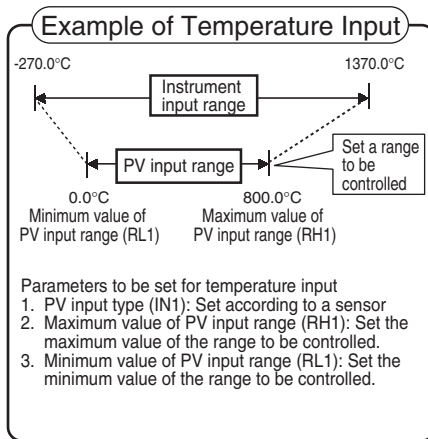 Example of Temperature Input
-270.0°C 1370.0°C
Instrument
input range
PV input range
Set a range
to be
controlled
0.0°C 800.0°C
Minimum value of Maximum value of
PV input range (RL1) PV input range (RH1)
Parameters to be set for temperature input
1. PV input type (IN1): Set according to a sensor
2. Maximum value of PV input range (RH1): Set the
maximum value of the range to be controlled.
3. Minimum value of PV input range (RL1): Set the
minimum value of the range to be controlled.